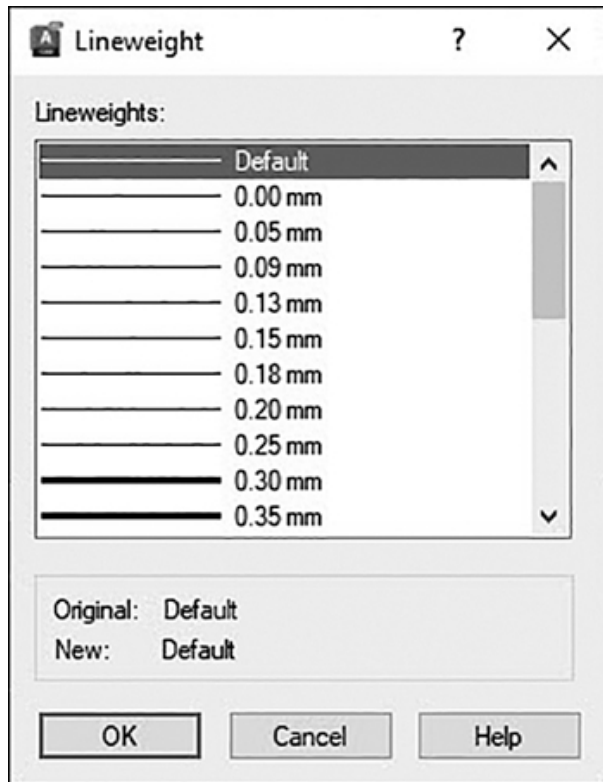 Lineweight ? X
Lineweights:
Default
0.00 mm
0.05 mm
0.09 mm
0.13 mm
0.15 mm
0.18 mm
0.20 mm
0.25 mm
0.30 mm
0.35 mm
Original: Default
New: Default
OK Cancel Help